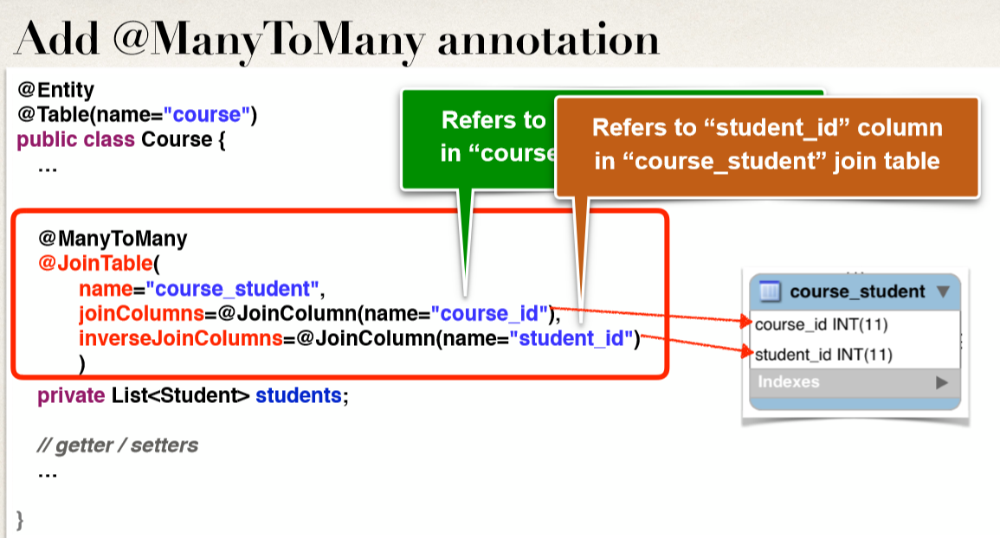 Add @ManyToMany annotation
@Entity
@Table(name="course")
public class Course {
...
Refers to
in “course
Refers to “student_id” column
in “course_student” join table
@ManyToMany
@JoinTable(
name="course_student",
joinColumns=@JoinColumn(name="course_id"),
inverseJoinColumns=@JoinColumn(name="student_id")
)
private List<Student> students;
// getter / setters
...
}
course_student
course_id INT(11)
student_id INT(11)
Indexes